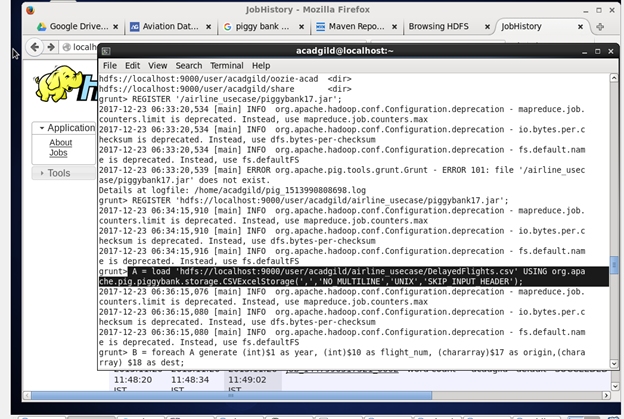 JobHistory - Mozilla Firefox
File Edit View History Bookmarks Tools Help
Google Drive... Aviation Dat... piggy bank ... Maven Repo... Browsing HDFS JobHistory
localh
acadgild@localhost:~
File Edit View Search Terminal Help
hdfs://localhost:9000/user/acadgild/oozie-acad <dir>
hdfs://localhost:9000/user/acadgild/share <dir>
grunt> REGISTER '/airline_usecase/piggybank17.jar';
2017-12-23 06:33:20,534 [main] INFO org.apache.hadoop.conf.Configuration.deprecation - mapreduce.job.
counters.limit is deprecated. Instead, use mapreduce.job.counters.max
2017-12-23 06:33:20,534 [main] INFO org.apache.hadoop.conf.Configuration.deprecation - io.bytes.per.c
hecksum is deprecated. Instead, use dfs.bytes-per-checksum
2017-12-23 06:33:20,534 [main] INFO org.apache.hadoop.conf.Configuration.deprecation - fs.default.nam
e is deprecated. Instead, use fs.defaultFS
2017-12-23 06:33:20,539 [main] ERROR org.apache.pig.tools.grunt.Grunt - ERROR 101: file '/airline_usec
ase/piggybank17.jar' does not exist.
Details at logfile: /home/acadgild/pig_1513990808698.log
grunt> REGISTER 'hdfs://localhost:9000/user/acadgild/airline_usecase/piggybank17.jar';
2017-12-23 06:34:15,910 [main] INFO org.apache.hadoop.conf.Configuration.deprecation - mapreduce.job.
counters.limit is deprecated. Instead, use mapreduce.job.counters.max
2017-12-23 06:34:15,910 [main] INFO org.apache.hadoop.conf.Configuration.deprecation - io.bytes.per.c
hecksum is deprecated. Instead, use dfs.bytes-per-checksum
2017-12-23 06:34:15,916 [main] INFO org.apache.hadoop.conf.Configuration.deprecation - fs.default.nam
e is deprecated. Instead, use fs.defaultFS
grunt> A = load 'hdfs://localhost:9000/user/acadgild/airline_usecase/DelayedFlights.csv' USING org.apa
che.pig.piggybank.storage.CSVExcelStorage(',','NO_MULTILINE','UNIX','SKIP_INPUT_HEADER');
2017-12-23 06:36:15,076 [main] INFO org.apache.hadoop.conf.Configuration.deprecation - mapreduce.job.
counters.limit is deprecated. Instead, use mapreduce.job.counters.max
2017-12-23 06:36:15,080 [main] INFO org.apache.hadoop.conf.Configuration.deprecation - io.bytes.per.c
hecksum is deprecated. Instead, use dfs.bytes-per-checksum
2017-12-23 06:36:15,080 [main] INFO org.apache.hadoop.conf.Configuration.deprecation - fs.default.nam
e is deprecated. Instead, use fs.defaultFS
grunt> B = foreach A generate (int)$1 as year, (int)$10 as flight_num, (chararray)$17 as origin,(chara
rray) $18 as dest;
Application
About
Jobs
Tools
11:48:20 11:48:34 11:49:02